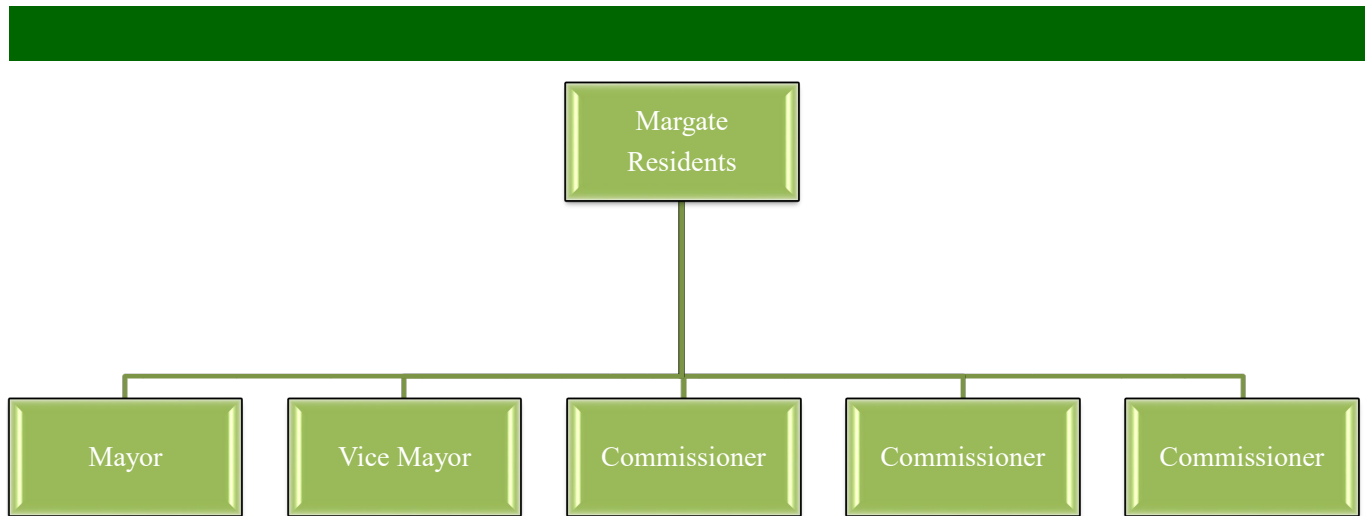 Margate
Residents
Mayor
Vice Mayor
Commissioner
Commissioner
Commissioner